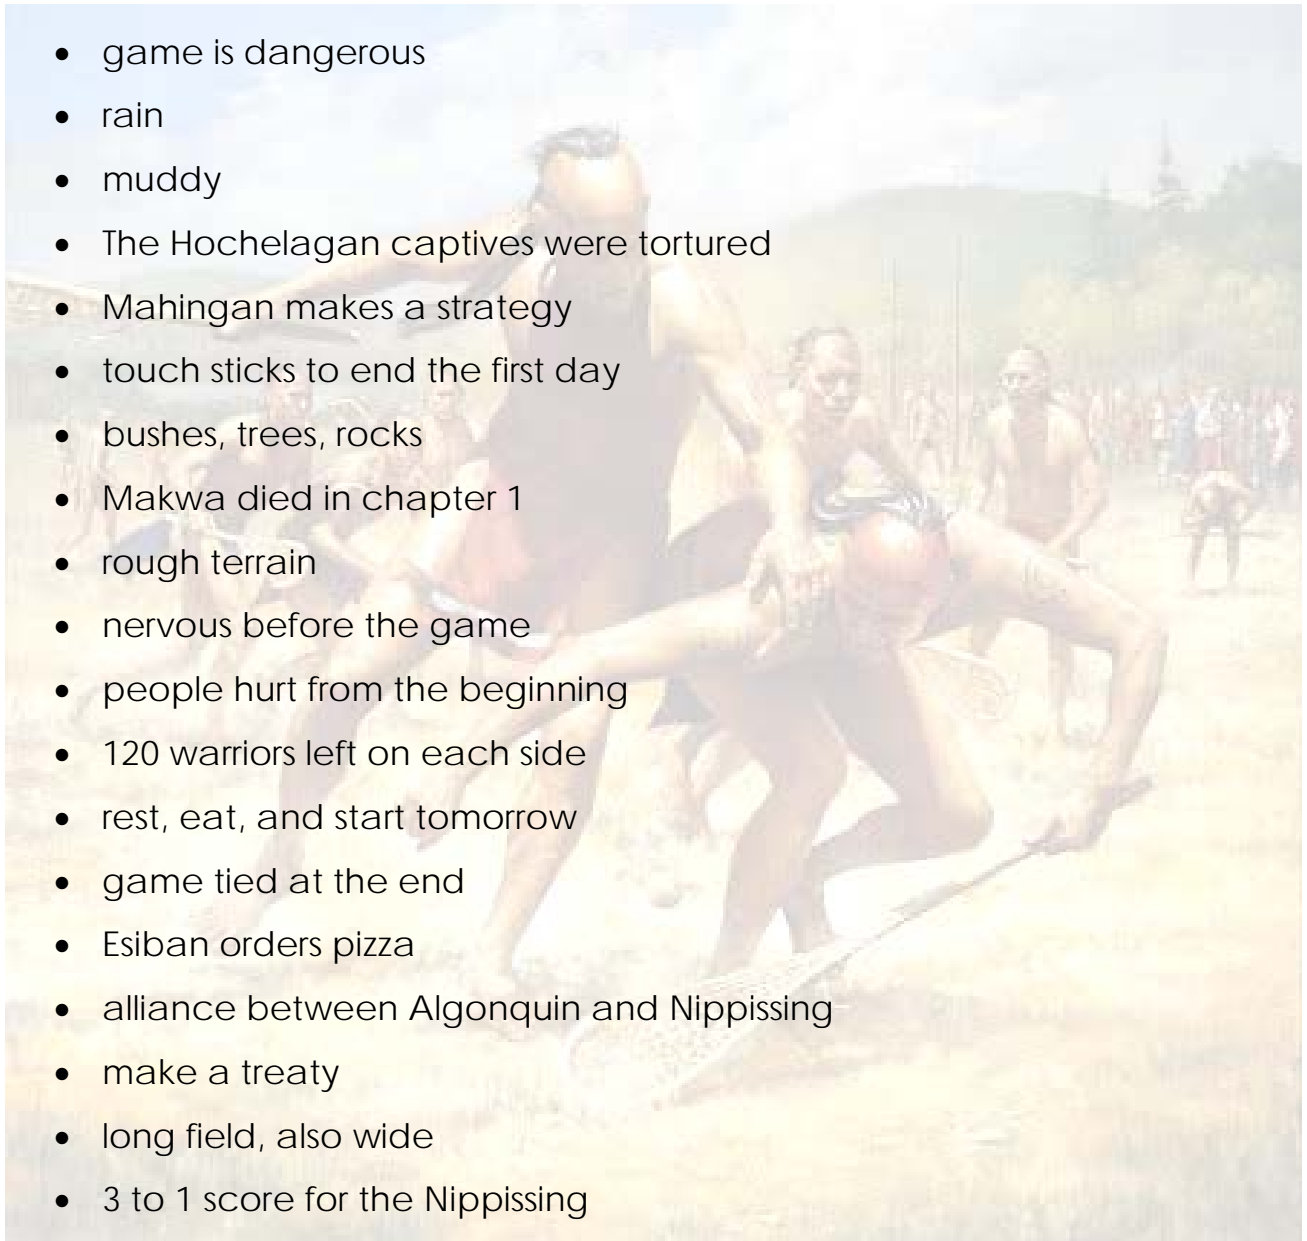 • game is dangerous
• rain
• muddy
• The Hochelagan captives were tortured
• Mahingan makes a strategy
• touch sticks to end the first day
• bushes, trees, rocks
• Makwa died in chapter 1
• rough terrain
• nervous before the game
• people hurt from the beginning
• 120 warriors left on each side
• rest, eat, and start tomorrow
• game tied at the end
• Esiban orders pizza
• alliance between Algonquin and Nippissing
• make a treaty
• long field, also wide
• 3 to 1 score for the Nippissing